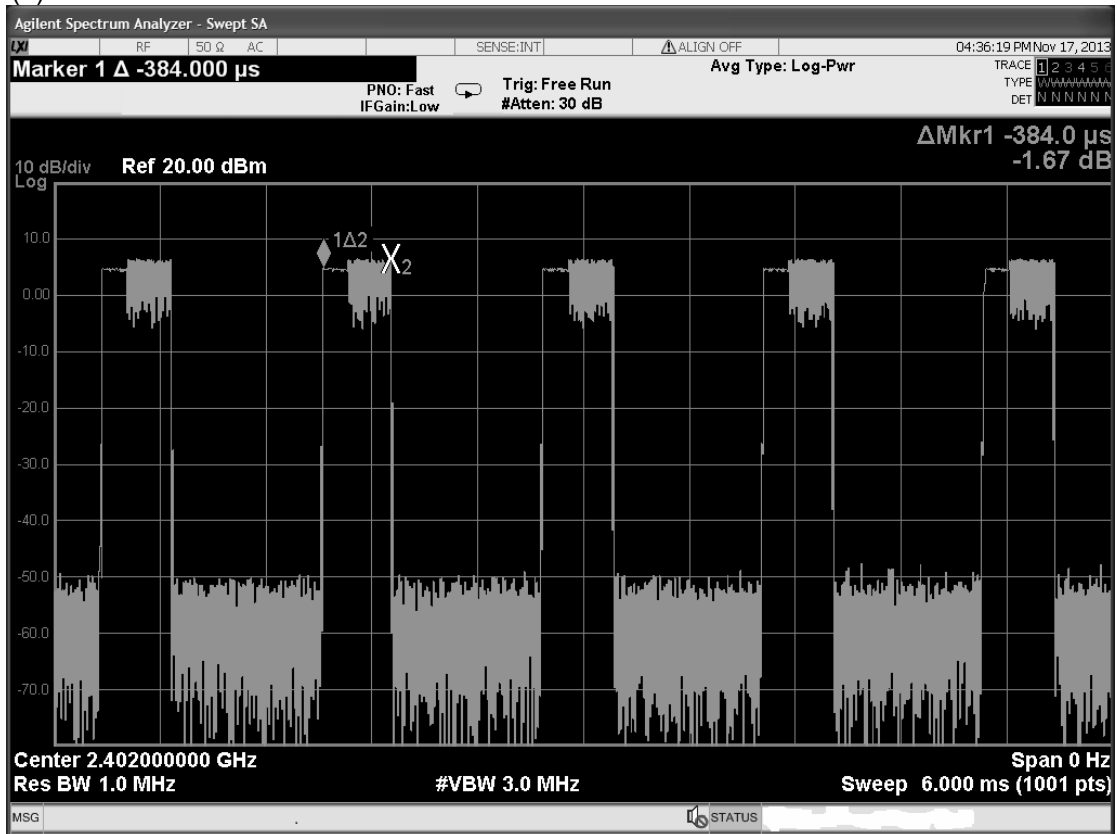 Agilent Spectrum Analyzer - Swept SA
LXI RF 50 Ω AC SENSE:INT ⚠ALIGN OFF 04:36:19 PM Nov 17, 2013
Marker 1 Δ -384.000 μs
PNO: Fast
IFGain:Low
Trig: Free Run
#Atten: 30 dB
Avg Type: Log-Pwr
TRACE 1 2 3 4 5 6
TYPE
DET N N N N N N
ΔMkr1 -384.0 μs
-1.67 dB
10 dB/div Ref 20.00 dBm
Log
10.0
1Δ2
X2
0.00
-10.0
-20.0
-30.0
-40.0
-50.0
-60.0
-70.0
Center 2.402000000 GHz Span 0 Hz
Res BW 1.0 MHz #VBW 3.0 MHz Sweep 6.000 ms (1001 pts)
MSG STATUS